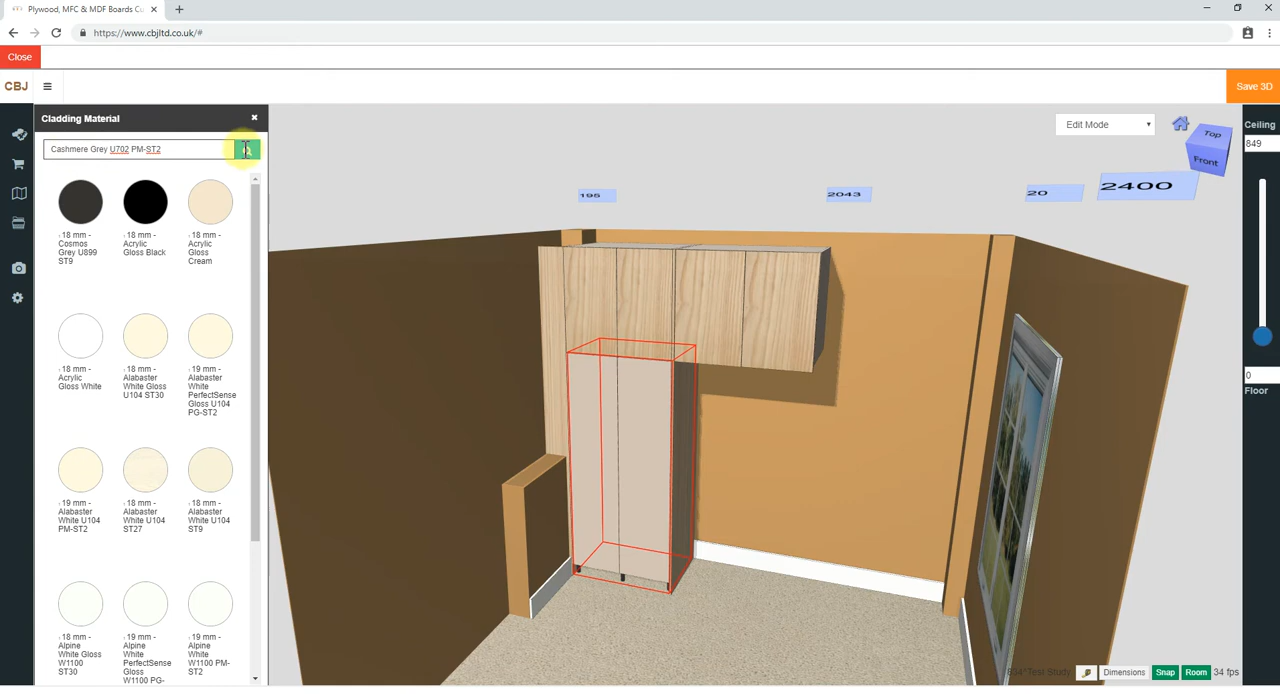 Plywood, MFC & MDF Boards Cu
https://www.cbjltd.co.uk/#
Close
CBJ
Save 3D
Cladding Material
Cashmere Grey U702 PM-ST2
18 mm - Cosmos Grey U899 ST9
18 mm - Acrylic Gloss Black
18 mm - Acrylic Gloss Cream
18 mm - Acrylic Gloss White
18 mm - Alabaster White Gloss U104 ST30
19 mm - Alabaster White PerfectSense Gloss U104 PG-ST2
19 mm - Alabaster White U104 PM-ST2
18 mm - Alabaster White U104 ST27
18 mm - Alabaster White U104 ST9
18 mm - Alpine White Gloss W1100 ST30
19 mm - Alpine White PerfectSense Gloss W1100 PG-
19 mm - Alpine White W1100 PM-ST2
195
2043
20
2400
Edit Mode
Top
Front
Ceiling
849
0
Floor
Test Study
Dimensions
Snap
Room
34 fps